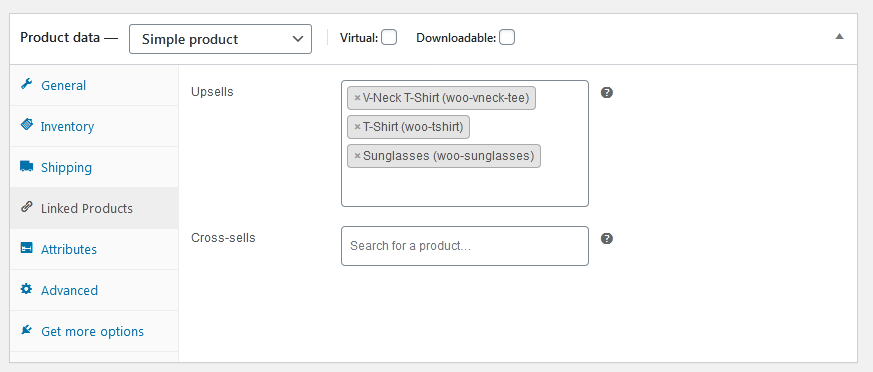 Product data — Simple product Virtual: Downloadable:
General
Inventory
Shipping
Linked Products
Attributes
Advanced
Get more options
Upsells
×V-Neck T-Shirt (woo-vneck-tee)
×T-Shirt (woo-tshirt)
×Sunglasses (woo-sunglasses)
?
Cross-sells
Search for a product...
?